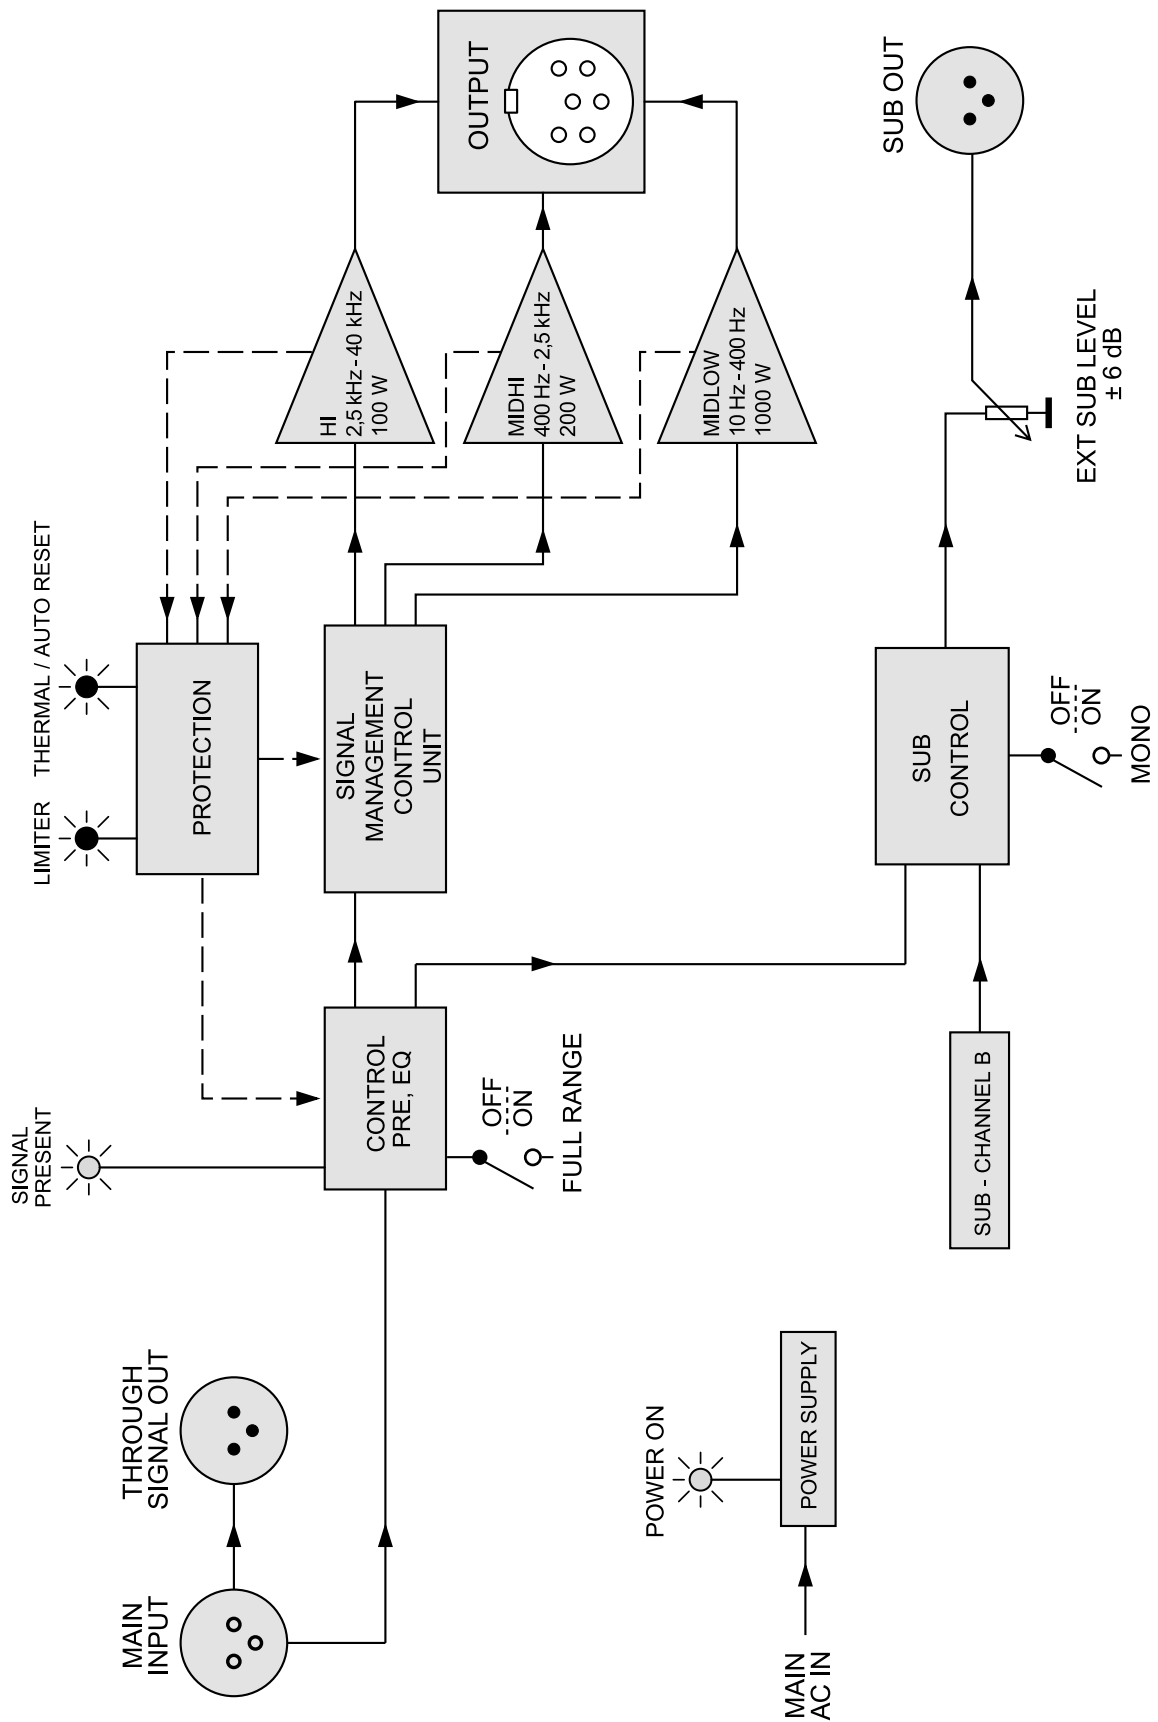 MAIN
INPUT
THROUGH
SIGNAL OUT
SIGNAL
PRESENT
LIMITER
THERMAL / AUTO RESET
PROTECTION
CONTROL
PRE, EQ
OFF
ON
FULL RANGE
SIGNAL
MANAGEMENT
CONTROL
UNIT
HI
2,5 kHz - 40 kHz
100 W
MIDHI
400 Hz - 2,5 kHz
200 W
MIDLOW
10 Hz - 400 Hz
1000 W
OUTPUT
MAIN
AC IN
POWER ON
POWER SUPPLY
SUB - CHANNEL B
SUB
CONTROL
OFF
ON
MONO
EXT SUB LEVEL
± 6 dB
SUB OUT